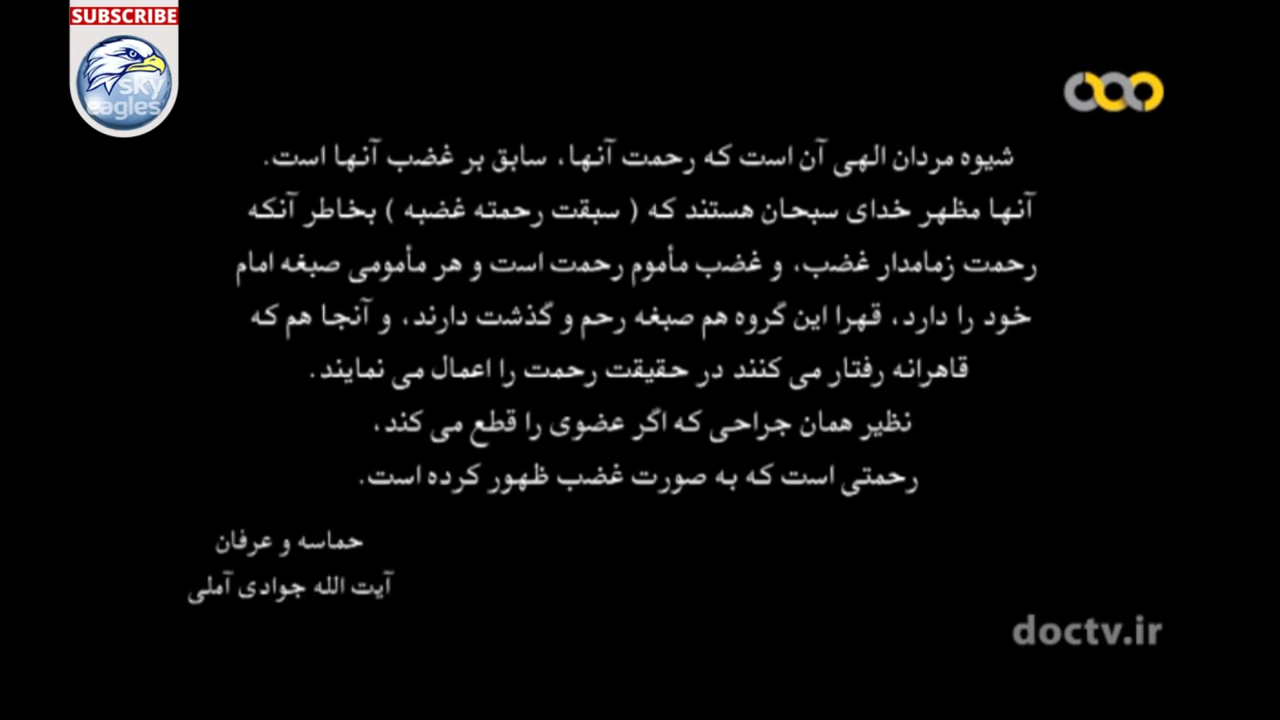 SUBSCRIBE
sky
eagles
شیوه مردان الهی آن است که رحمت آنها، سابق بر غضب آنها است.
آنها مظهر خدای سبحان هستند که ( سبقت رحمته غضبه ) بخاطر آنکه
رحمت زمامدار غضب، و غضب مأموم رحمت است و هر مأمومی صبغه امام
خود را دارد، قهرا این گروه هم صبغه رحم و گذشت دارند، و آنجا هم که
قاهرانه رفتار می کنند در حقیقت رحمت را اعمال می نمایند.
نظیر همان جراحی که اگر عضوی را قطع می کند،
رحمتی است که به صورت غضب ظهور کرده است.
حماسه و عرفان
آیت الله جوادی آملی
doctv.ir